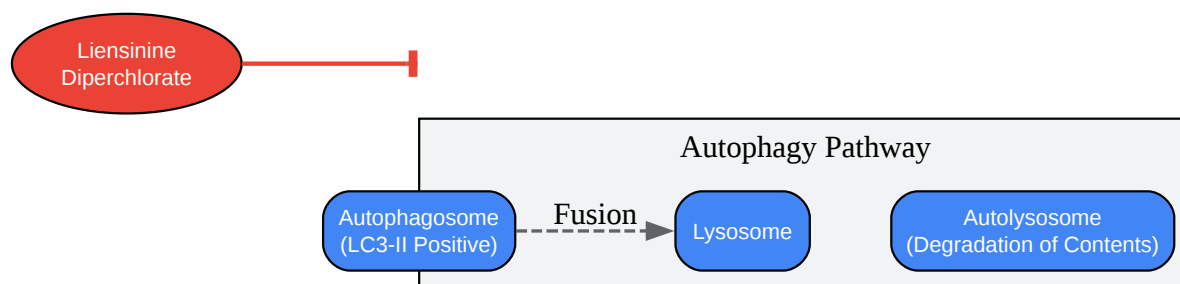 Liensinine
Diperchlorate
Autophagy Pathway
Autophagosome
(LC3-II Positive)
Fusion
Lysosome
Autolysosome
(Degradation of Contents)